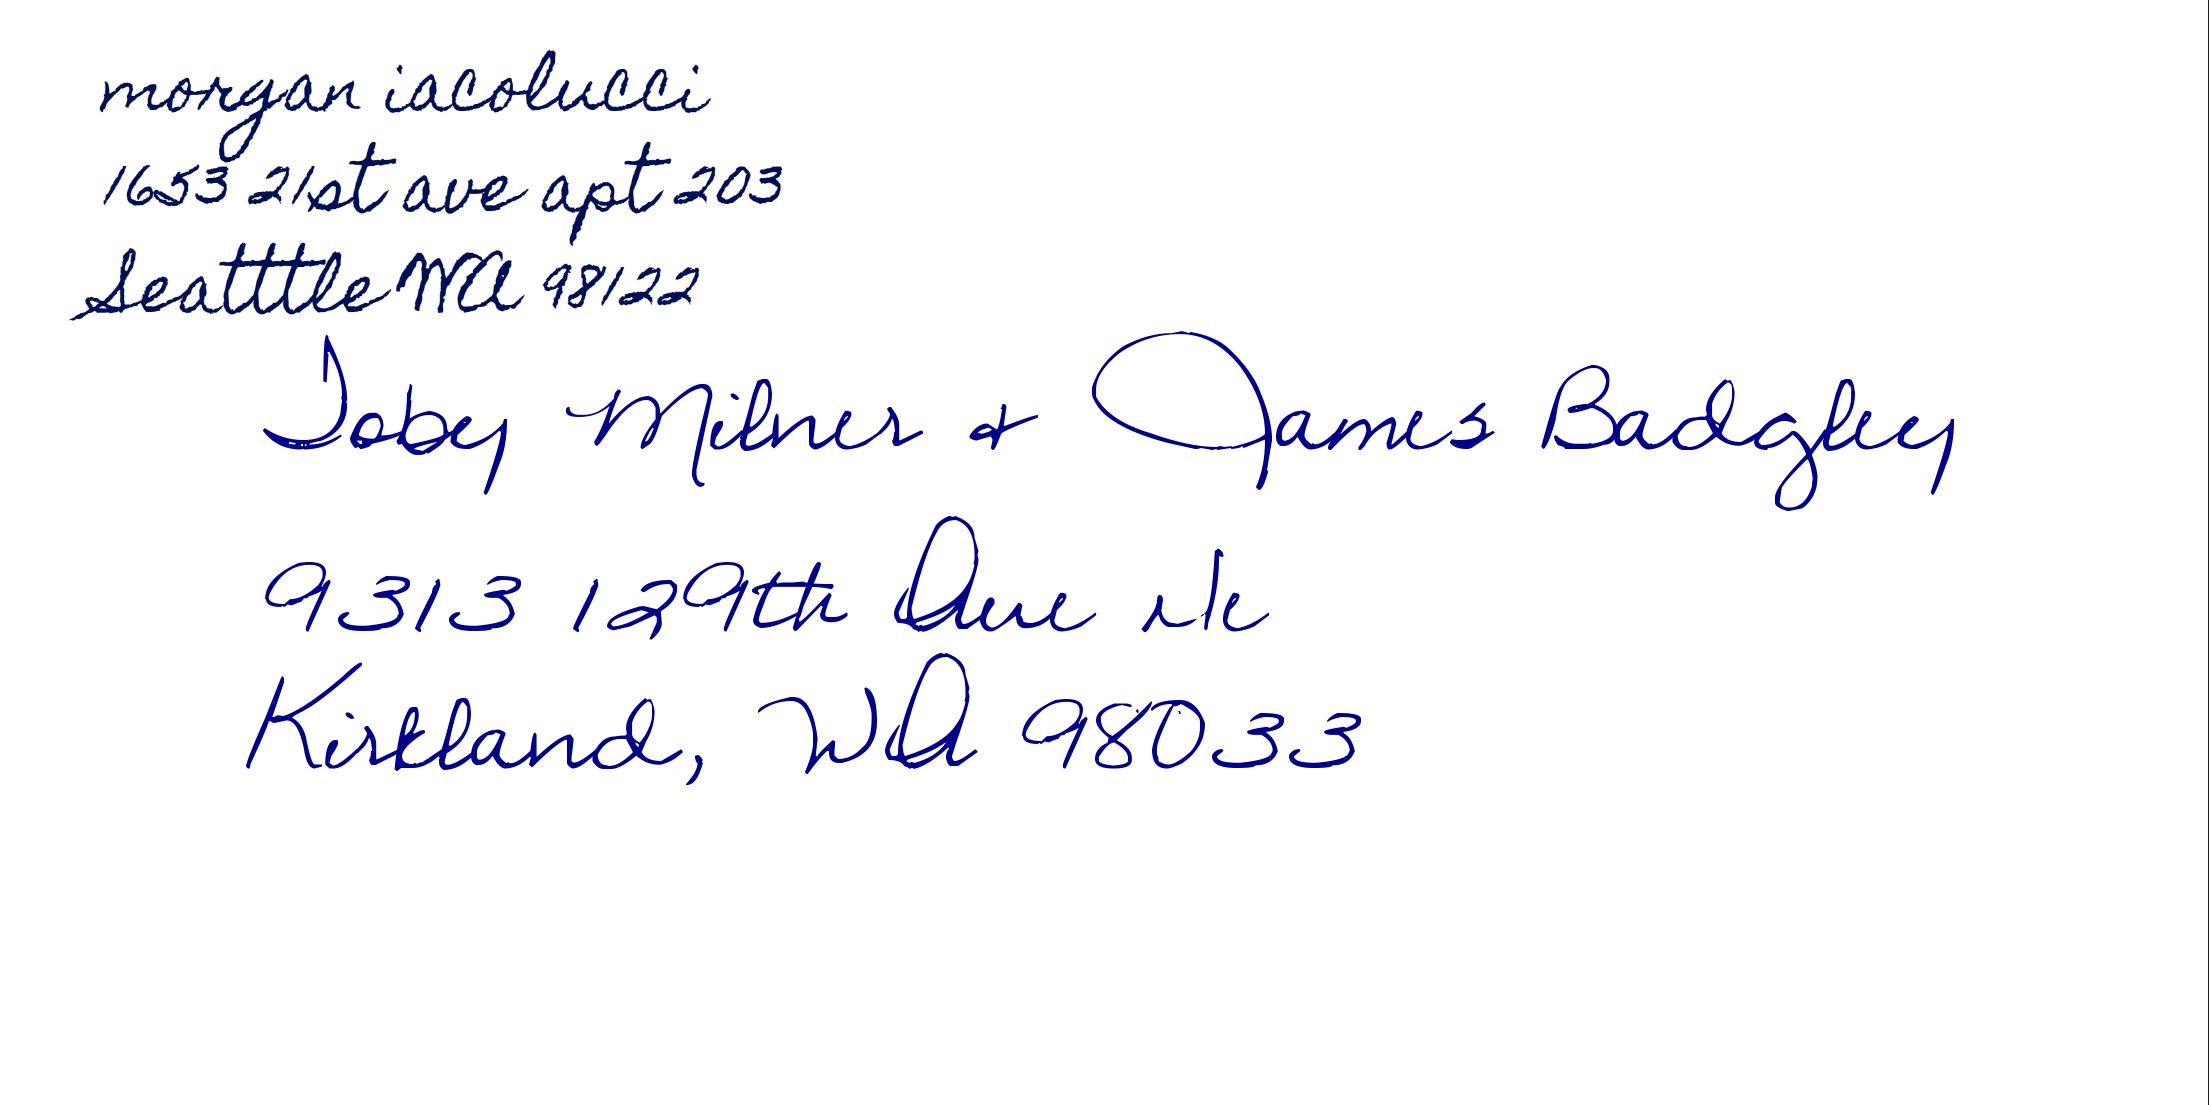 morgan iacolucci
1653 21st ave apt 203
Seatttle WA 98122
Toby Milner & James Badgley
9313 129th Ave Ne
Kirkland, WA 98033